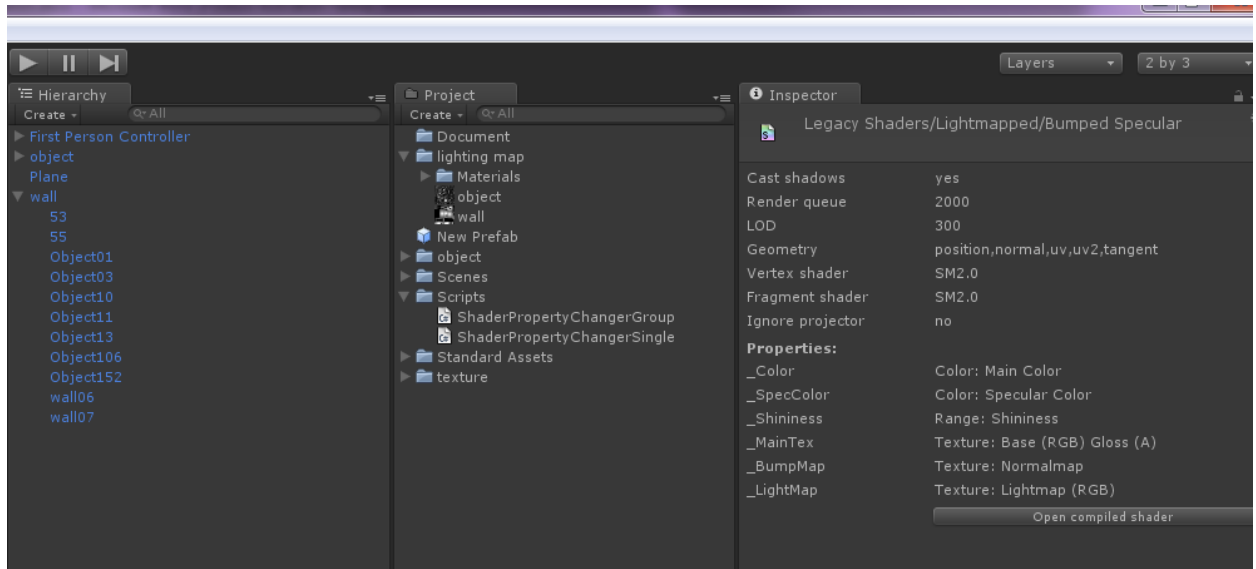 Layers
2 by 3
Hierarchy
Create
All
First Person Controller
object
Plane
wall
53
55
Object01
Object03
Object10
Object11
Object13
Object106
Object152
wall06
wall07
Project
Create
All
Document
lighting map
Materials
object
wall
New Prefab
object
Scenes
Scripts
ShaderPropertyChangerGroup
ShaderPropertyChangerSingle
Standard Assets
texture
Inspector
Legacy Shaders/Lightmapped/Bumped Specular
Cast shadows yes
Render queue 2000
LOD 300
Geometry position,normal,uv,uv2,tangent
Vertex shader SM2.0
Fragment shader SM2.0
Ignore projector no
Properties:
_Color Color: Main Color
_SpecColor Color: Specular Color
_Shininess Range: Shininess
_MainTex Texture: Base (RGB) Gloss (A)
_BumpMap Texture: Normalmap
_LightMap Texture: Lightmap (RGB)
Open compiled shader